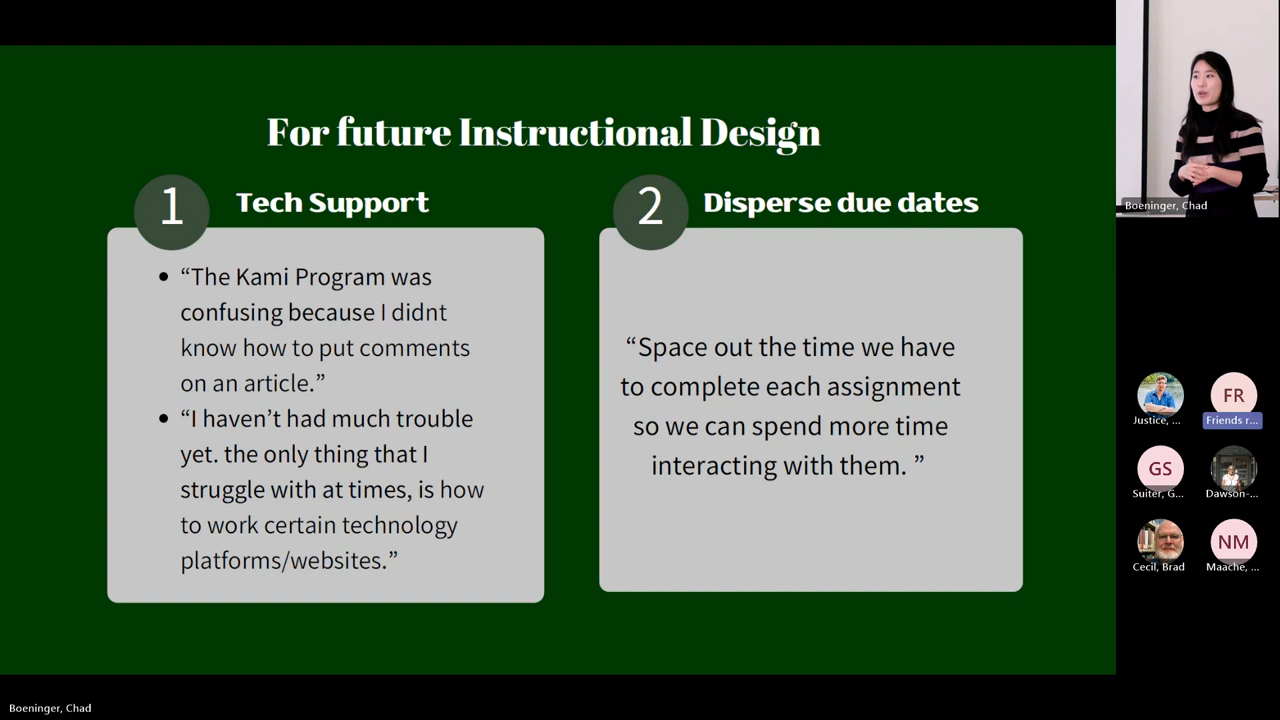 For future Instructional Design
1
Tech Support
• “The Kami Program was
confusing because I didnt
know how to put comments
on an article.”
• “I haven’t had much trouble
yet. the only thing that I
struggle with at times, is how
to work certain technology
platforms/websites.”
2
Disperse due dates
“Space out the time we have
to complete each assignment
so we can spend more time
interacting with them. ”
Boeninger, Chad
FR
Justice, ...
Friends r...
GS
Suiter, G...
Dawson-...
NM
Cecil, Brad
Maache, ...
Boeninger, Chad